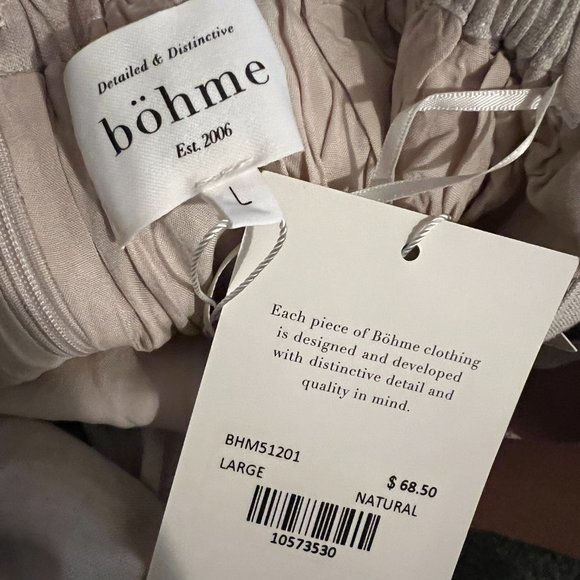 Detailed & Distinctive
böhme
Est. 2006
L
Each piece of Böhme clothing
is designed and developed
with distinctive detail and
quality in mind.
BHM51201
LARGE
$ 68.50
NATURAL
10573530